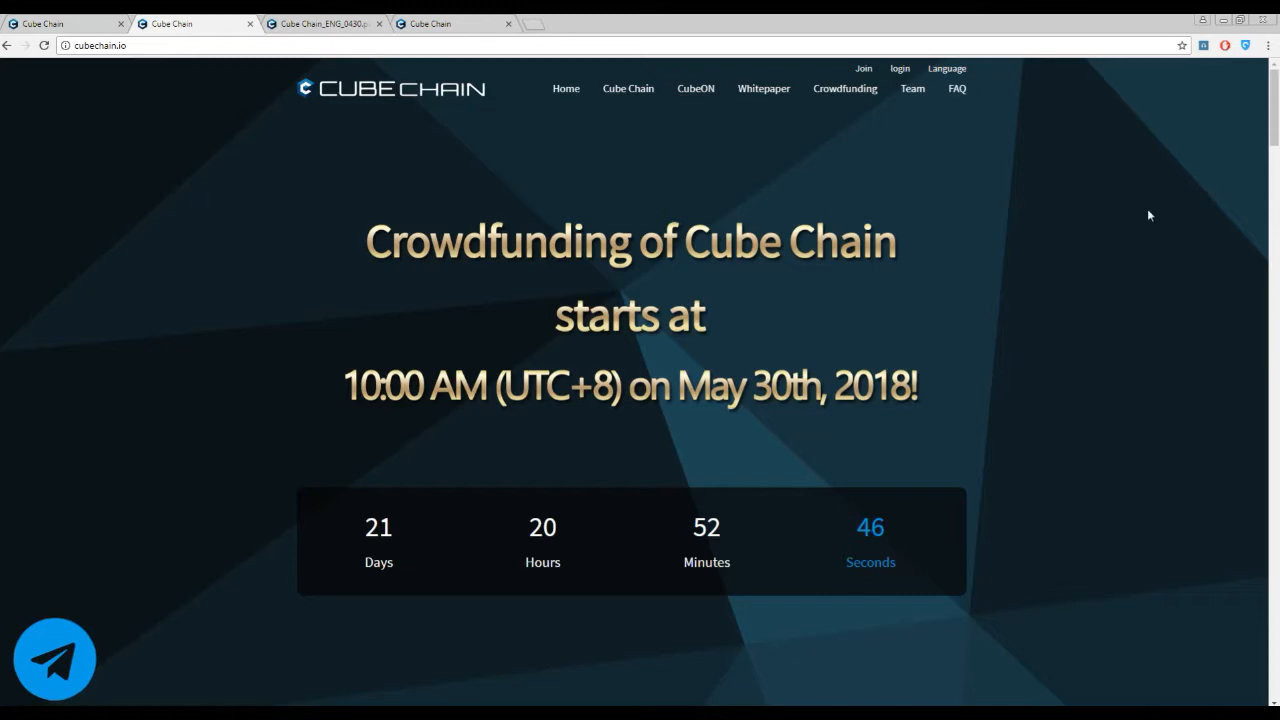 Cube Chain
Cube Chain
Cube Chain_ENG_0430.p
Cube Chain
cubechain.io
Join login Language
CUBECHAIN
Home Cube Chain CubeON Whitepaper Crowdfunding Team FAQ
Crowdfunding of Cube Chain
starts at
10:00 AM (UTC+8) on May 30th, 2018!
21 20 52 46
Days Hours Minutes Seconds